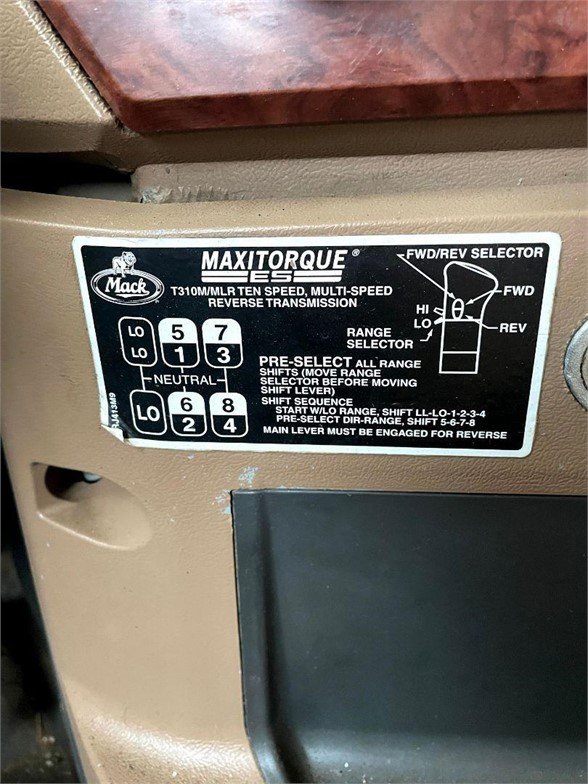 Mack
MAXITORQUE®
ES
T310M/MLR TEN SPEED, MULTI-SPEED
REVERSE TRANSMISSION
FWD/REV SELECTOR
FWD
HI
LO
REV
RANGE
SELECTOR
LO 5 7
LO 1 3
NEUTRAL
LO 6 8
2 4
PRE-SELECT ALL RANGE
SHIFTS (MOVE RANGE
SELECTOR BEFORE MOVING
SHIFT LEVER)
SHIFT SEQUENCE
START W/LO RANGE, SHIFT LL-LO-1-2-3-4
PRE-SELECT DIR-RANGE, SHIFT 5-6-7-8
MAIN LEVER MUST BE ENGAGED FOR REVERSE